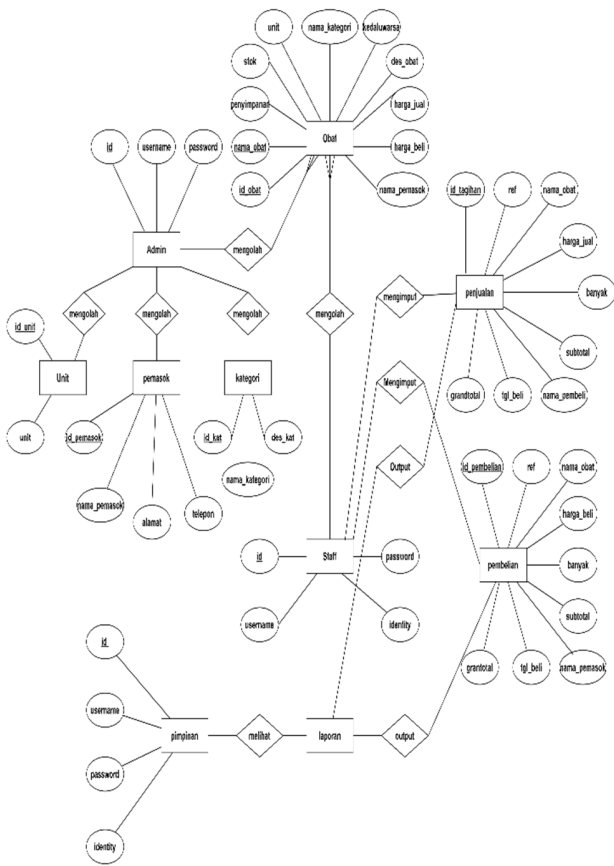 unit
nama_kategori
kedaluwarsa
stok
des_obat
penyimpanan
harga_jual
Obat
id
username
password
nama_obat
harga_beli
id_obat
nama_pemasok
id_tagihan
ref
nama_obat
Admin
mengolah
harga_jual
mengimput
penjualan
banyak
id_unit
mengolah
mengolah
mengolah
mengolah
subtotal
Unit
pemasok
kategori
Mengimput
grandtotal
tgl_beli
nama_pembeli
unit
id_pemasok
id_kat
des_kat
Output
id_pembelian
ref
nama_obat
nama_kategori
nama_pemasok
alamat
telepon
harga_beli
id
Staff
password
pembelian
banyak
username
identity
subtotal
id
grantotal
tgl_beli
nama_pemasok
username
pimpinan
melihat
laporan
output
password
identity